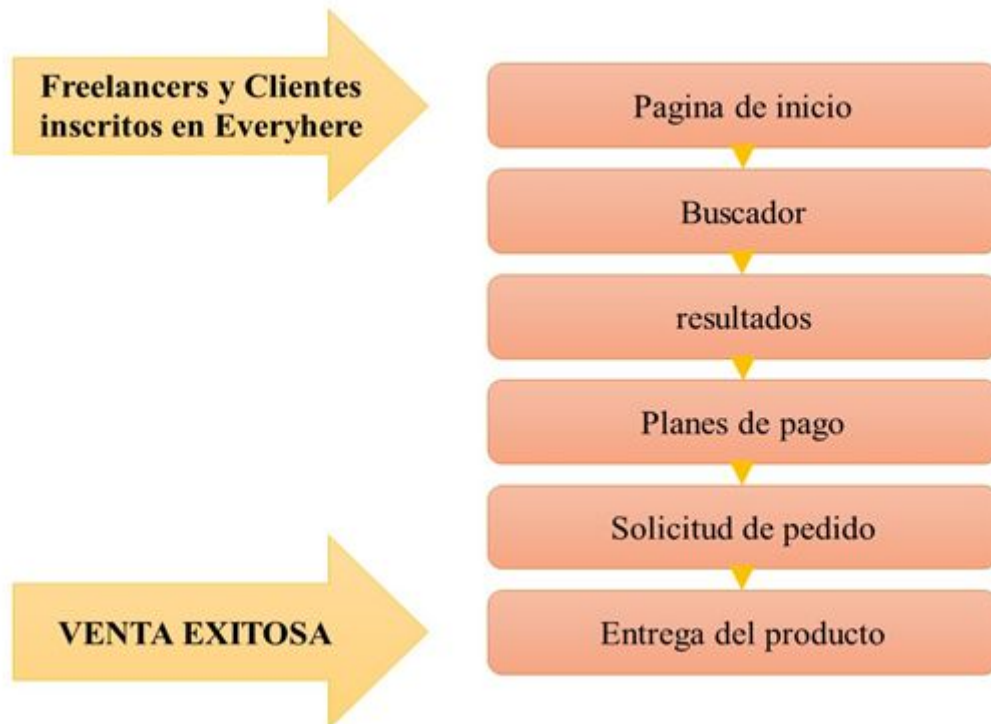 Freelancers y Clientes
inscritos en Everyhere
Pagina de inicio
Buscador
resultados
Planes de pago
Solicitud de pedido
VENTA EXITOSA
Entrega del producto